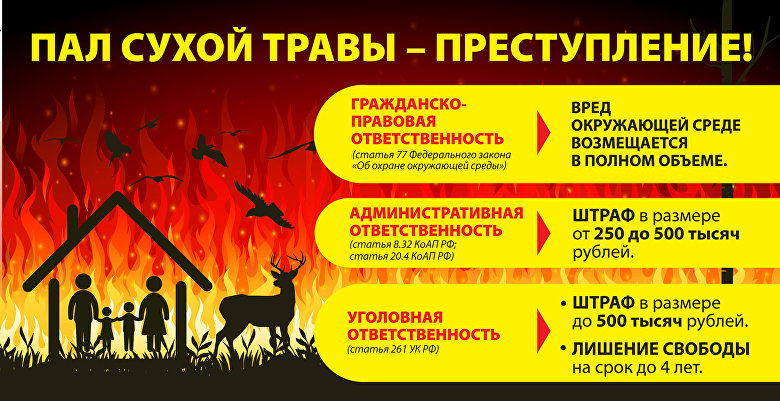 ПАЛ СУХОЙ ТРАВЫ – ПРЕСТУПЛЕНИЕ!
ГРАЖДАНСКО-
ПРАВОВАЯ
ОТВЕТСТВЕННОСТЬ
(статья 77 Федерального закона
«Об охране окружающей среды»)
ВРЕД
ОКРУЖАЮЩЕЙ СРЕДЕ
ВОЗМЕЩАЕТСЯ
В ПОЛНОМ ОБЪЕМЕ.
АДМИНИСТРАТИВНАЯ
ОТВЕТСТВЕННОСТЬ
(статья 8.32 КоАП РФ;
статья 20.4 КоАП РФ)
ШТРАФ в размере
от 250 до 500 тысяч
рублей.
УГОЛОВНАЯ
ОТВЕТСТВЕННОСТЬ
(статья 261 УК РФ)
• ШТРАФ в размере
до 500 тысяч рублей.
• ЛИШЕНИЕ СВОБОДЫ
на срок до 4 лет.